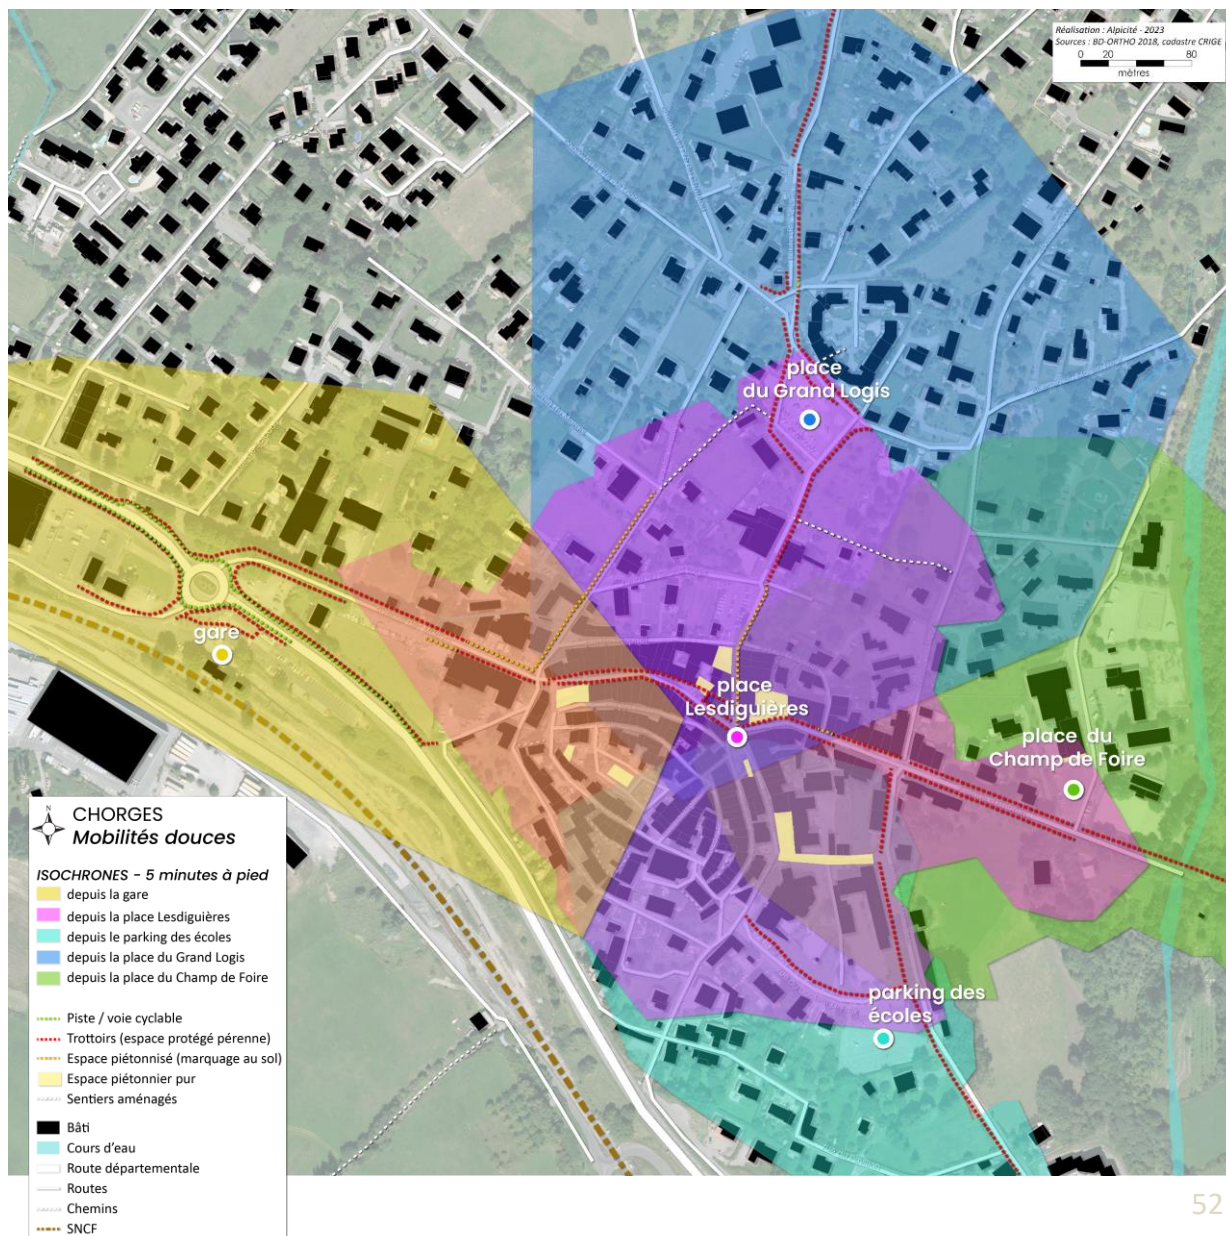 Réalisation : Alpicité - 2023
Sources : BD-ORTHO 2018, cadastre CRIGE
0 20 80
mètres
place
du Grand Logis
gare
place
Lesdiguières
place du
Champ de Foire
parking des
écoles
N
CHORGES
Mobilités douces
ISOCHRONES - 5 minutes à pied
depuis la gare
depuis la place Lesdiguières
depuis le parking des écoles
depuis la place du Grand Logis
depuis la place du Champ de Foire
Piste / voie cyclable
Trottoirs (espace protégé pérenne)
Espace piétonnisé (marquage au sol)
Espace piétonnier pur
Sentiers aménagés
Bâti
Cours d'eau
Route départementale
Routes
Chemins
SNCF
52